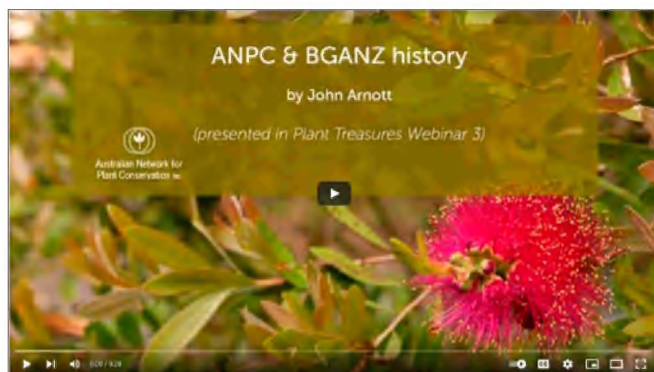 ANPC & BGANZ history
by John Arnott
(presented in Plant Treasures Webinar 3)
Australian Network for
Plant Conservation Inc